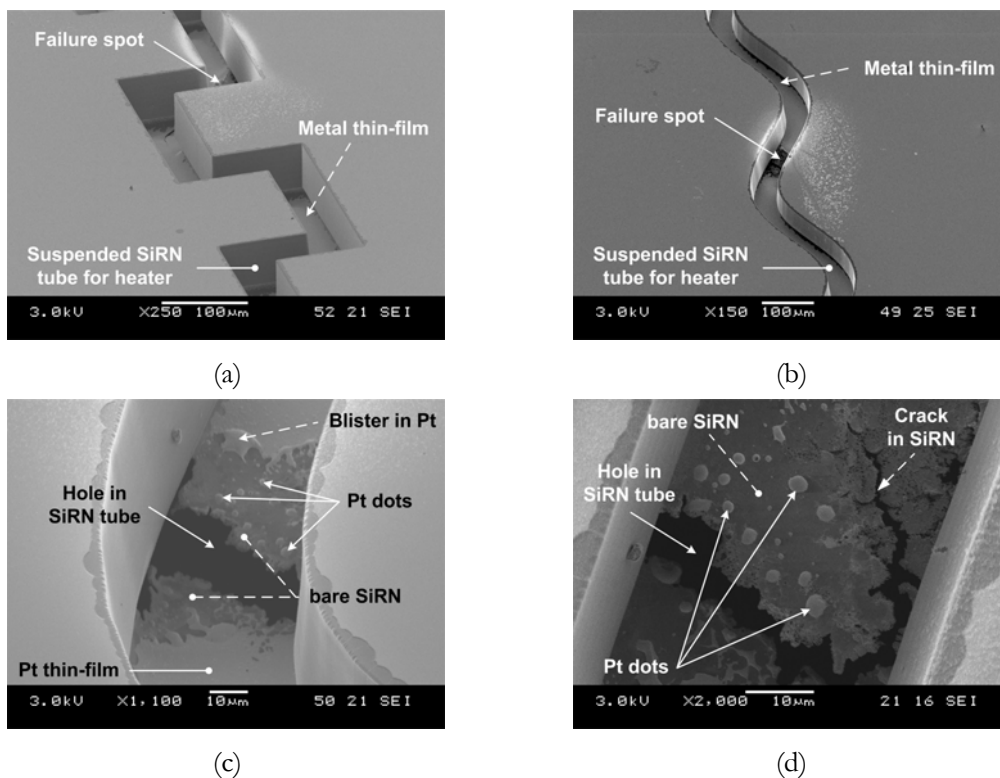 Failure spot
Metal thin-film
Suspended SiRN
tube for heater
3.0kV X250 100µm 52 21 SEI
(a)
Metal thin-film
Failure spot
Suspended SiRN
tube for heater
3.0kV X150 100µm 49 25 SEI
(b)
Blister in Pt
Hole in
SiRN tube
Pt dots
bare SiRN
Pt thin-film
3.0kV X1,100 10µm 50 21 SEI
(c)
bare SiRN
Crack
in SiRN
Hole in
SiRN tube
Pt dots
3.0kV X2,000 10µm 21 16 SEI
(d)